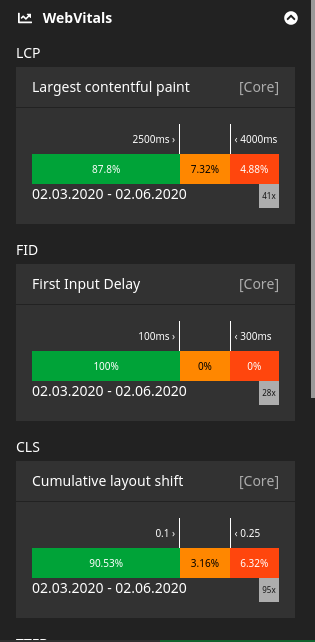 WebVitals
LCP
Largest contentful paint [Core]
2500ms › ‹ 4000ms
87.8% 7.32% 4.88%
02.03.2020 - 02.06.2020 41x
FID
First Input Delay [Core]
100ms › ‹ 300ms
100% 0% 0%
02.03.2020 - 02.06.2020 28x
CLS
Cumulative layout shift [Core]
0.1 › ‹ 0.25
90.53% 3.16% 6.32%
02.03.2020 - 02.06.2020 95x